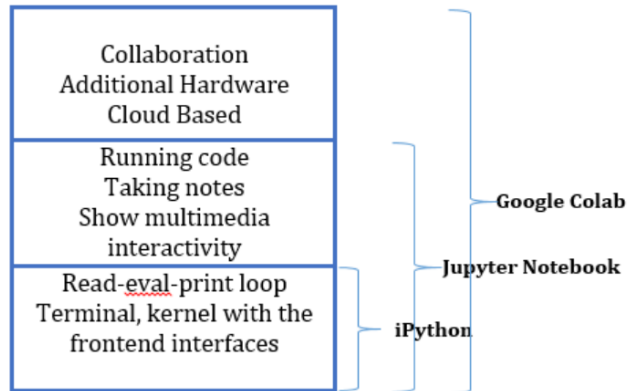 Collaboration
Additional Hardware
Cloud Based
Running code
Taking notes
Show multimedia
interactivity
Read-eval-print loop
Terminal, kernel with the
frontend interfaces
Google Colab
Jupyter Notebook
iPython